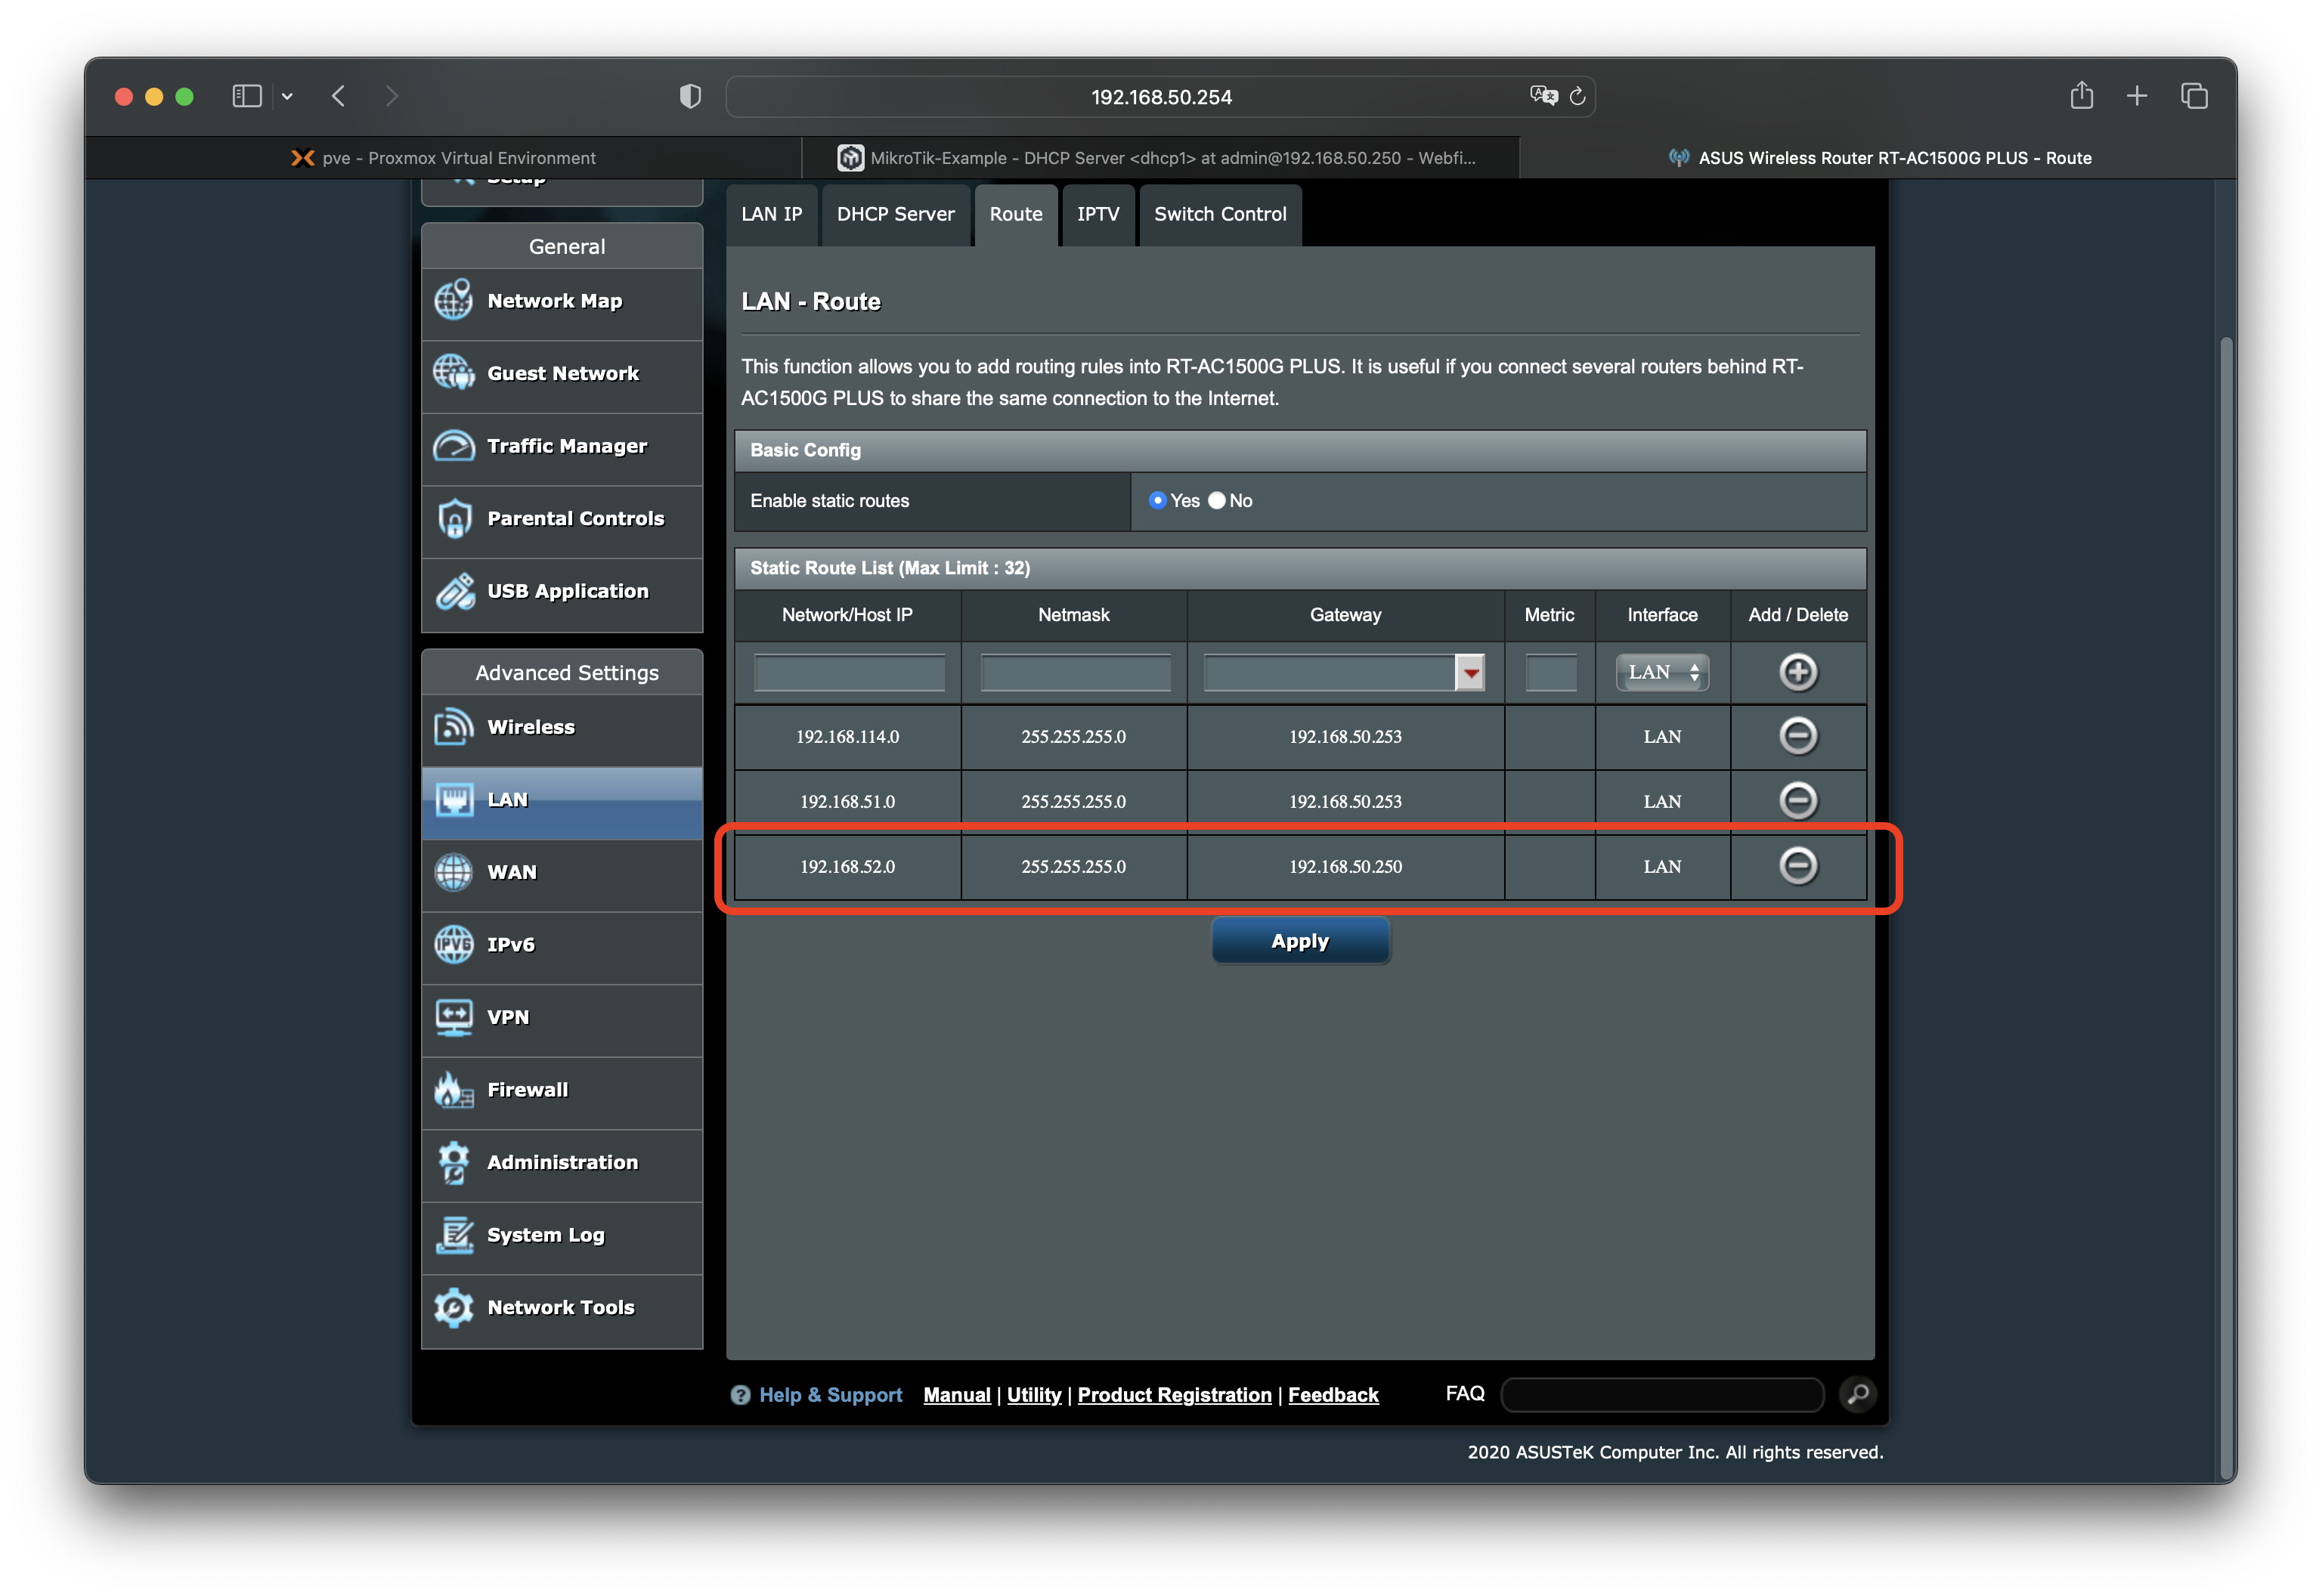 192.168.50.254
pve - Proxmox Virtual Environment
MikroTik-Example - DHCP Server <dhcp1> at admin@192.168.50.250 - Webfi...
ASUS Wireless Router RT-AC1500G PLUS - Route
Setup
General
Network Map
Guest Network
Traffic Manager
Parental Controls
USB Application
Advanced Settings
Wireless
LAN
WAN
IPv6
VPN
Firewall
Administration
System Log
Network Tools
LAN IP DHCP Server Route IPTV Switch Control
LAN - Route
This function allows you to add routing rules into RT-AC1500G PLUS. It is useful if you connect several routers behind RT-
AC1500G PLUS to share the same connection to the Internet.
Basic Config
Enable static routes Yes No
Static Route List (Max Limit : 32)
Network/Host IP Netmask Gateway Metric Interface Add / Delete
LAN
192.168.114.0 255.255.255.0 192.168.50.253 LAN
192.168.51.0 255.255.255.0 192.168.50.253 LAN
192.168.52.0 255.255.255.0 192.168.50.250 LAN
Apply
Help & Support Manual | Utility | Product Registration | Feedback FAQ
2020 ASUSTeK Computer Inc. All rights reserved.